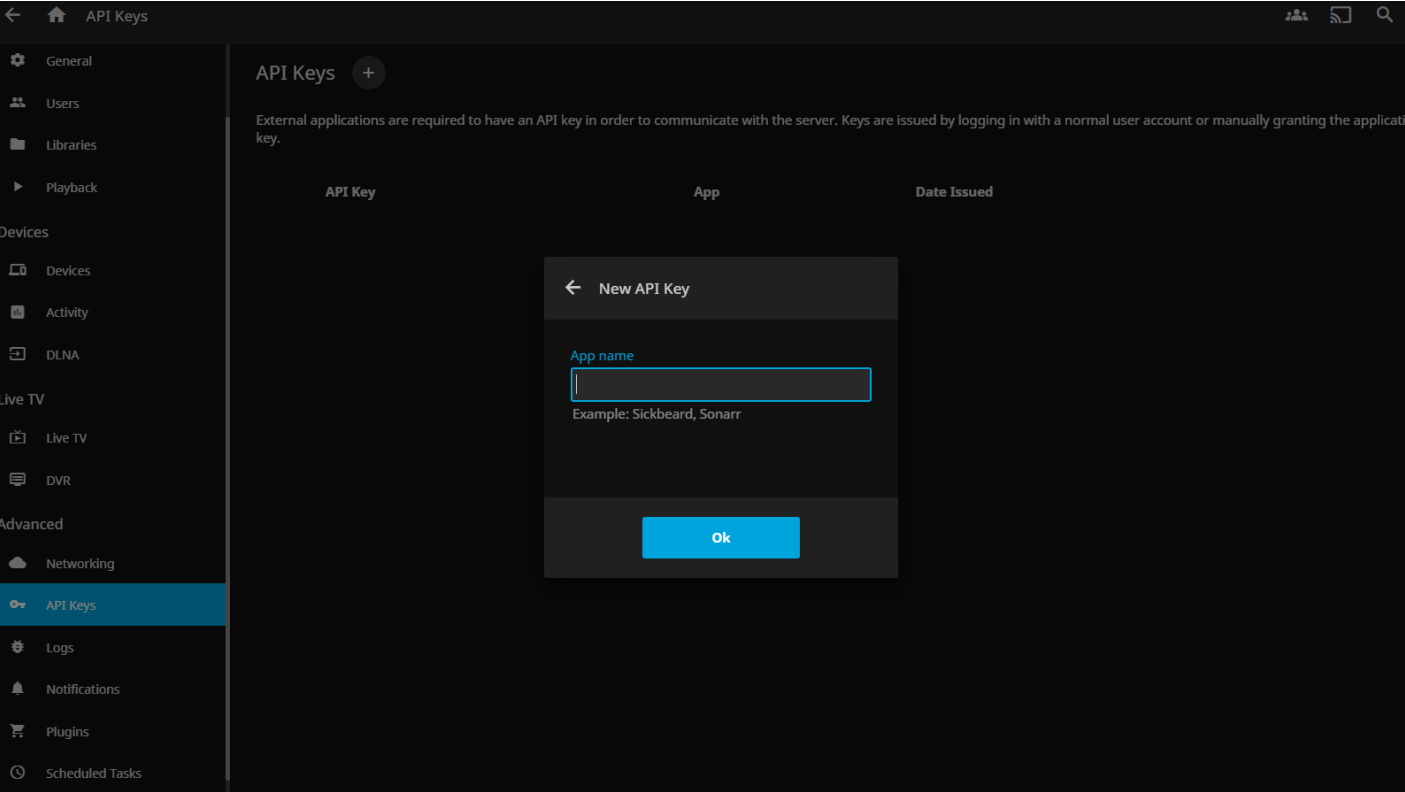 API Keys
General
Users
Libraries
Playback
Devices
Devices
Activity
DLNA
Live TV
Live TV
DVR
Advanced
Networking
API Keys
Logs
Notifications
Plugins
Scheduled Tasks
API Keys +
External applications are required to have an API key in order to communicate with the server. Keys are issued by logging in with a normal user account or manually granting the applicati
key.
API Key App Date Issued
New API Key
App name
Example: Sickbeard, Sonarr
Ok